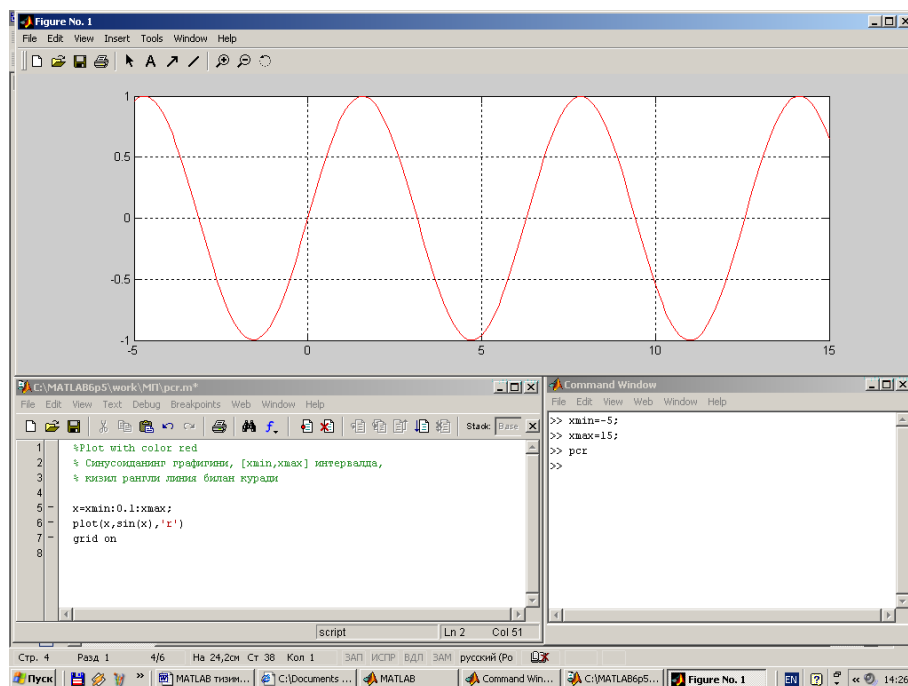 Figure No. 1
File Edit View Insert Tools Window Help
1
0.5
0
-0.5
-1
-5 0 5 10 15
C:\MATLAB6p5\work\МП\pcr.m*
File Edit View Text Debug Breakpoints Web Window Help
Stack: Base
1 %Plot with color red
2 % Синусоиданинг графигини, [xmin,xmax] интервалда,
3 % кизил рангли линия билан куради
4
5 - x=xmin:0.1:xmax;
6 - plot(x,sin(x),'r')
7 - grid on
8
script Ln 2 Col 51
Command Window
File Edit View Web Window Help
>> xmin=-5;
>> xmax=15;
>> pcr
>>
Стр. 4 Разд 1 4/6 На 24,2см Ст 38 Кол 1 ЗАП ИСПР ВДЛ ЗАМ русский (Ро
Пуск » MATLAB тизим... C:\Documents ... MATLAB Command Win... C:\MATLAB6p5... Figure No. 1 EN « 14:26